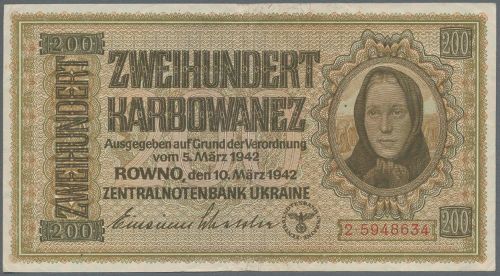 200
200
ZWEIHUNDERT
ZWEIHUNDERT
KARBOWANEZ
Ausgegeben auf Grund der Verordnung
vom 5. März 1942
ROWNO, den 10. März 1942
ZENTRALNOTENBANK UKRAINE
2·5948634
200
200